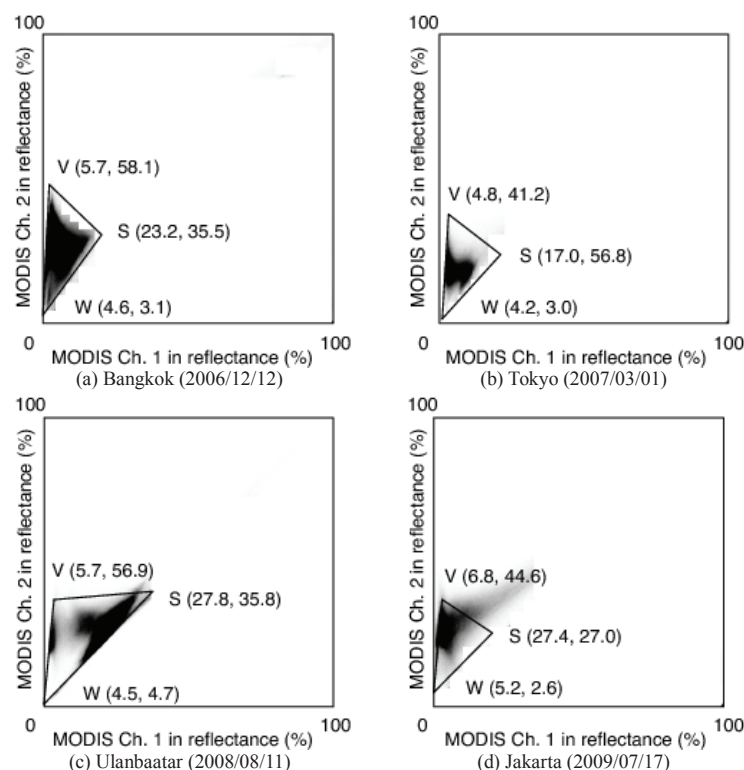 100
MODIS Ch. 2 in reflectance (%)
V (5.7, 58.1)
S (23.2, 35.5)
W (4.6, 3.1)
0
100
MODIS Ch. 1 in reflectance (%)
(a) Bangkok (2006/12/12)
100
MODIS Ch. 2 in reflectance (%)
V (4.8, 41.2)
S (17.0, 56.8)
W (4.2, 3.0)
0
100
MODIS Ch. 1 in reflectance (%)
(b) Tokyo (2007/03/01)
100
MODIS Ch. 2 in reflectance (%)
V (5.7, 56.9)
S (27.8, 35.8)
W (4.5, 4.7)
0
100
MODIS Ch. 1 in reflectance (%)
(c) Ulanbaatar (2008/08/11)
100
MODIS Ch. 2 in reflectance (%)
V (6.8, 44.6)
S (27.4, 27.0)
W (5.2, 2.6)
0
100
MODIS Ch. 1 in reflectance (%)
(d) Jakarta (2009/07/17)